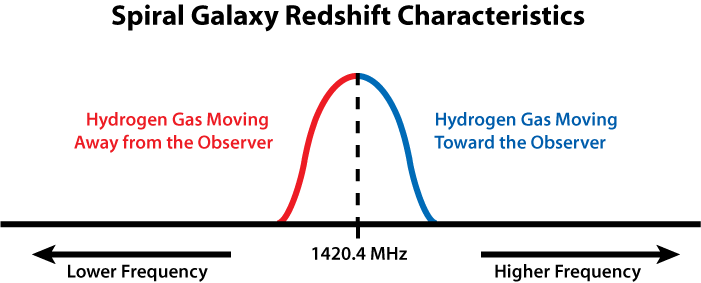 Spiral Galaxy Redshift Characteristics
Hydrogen Gas Moving
Away from the Observer
Hydrogen Gas Moving
Toward the Observer
1420.4 MHz
Lower Frequency
Higher Frequency